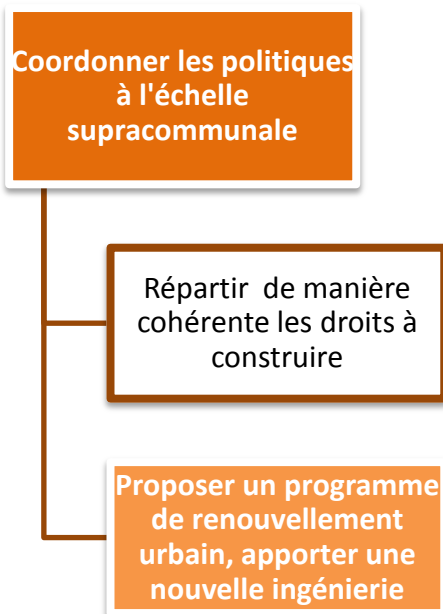 Coordonner les politiques
à l'échelle
supracommunale
Répartir de manière
cohérente les droits à
construire
Proposer un programme
de renouvellement
urbain, apporter une
nouvelle ingénierie